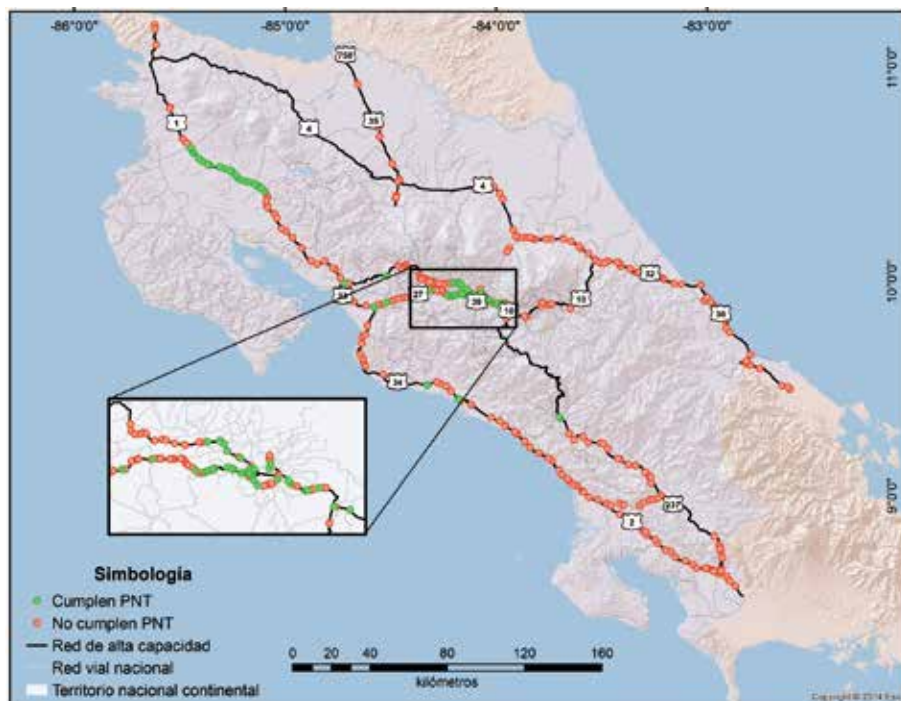 -86°0'0"
-85°0'0"
-84°0'0"
-83°0'0"
11°0'0"
10°0'0"
9°0'0"
1
4
35
4
32
36
27
39
10
10
34
2
237
Simbología
Cumplen PNT
No cumplen PNT
Red de alta capacidad
Red vial nacional
Territorio nacional continental
0 20 40 80 120 160
kilómetros
Copyright © 2014